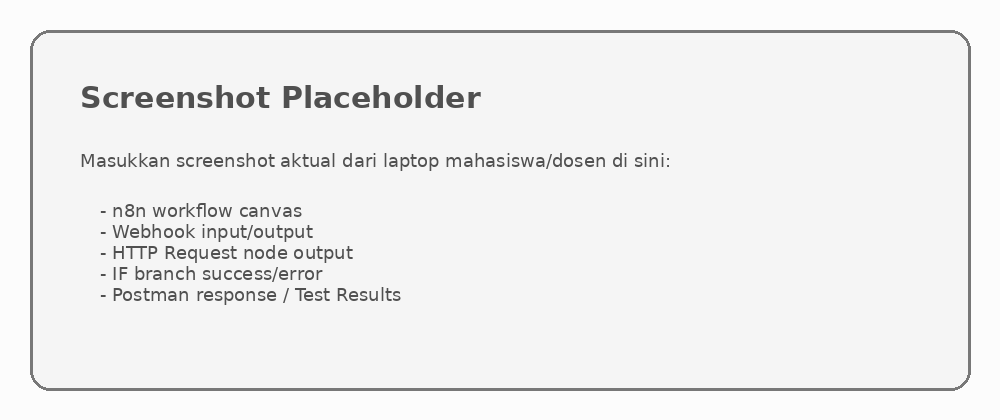 Screenshot Placeholder
Masukkan screenshot aktual dari laptop mahasiswa/dosen di sini:
- n8n workflow canvas
- Webhook input/output
- HTTP Request node output
- IF branch success/error
- Postman response / Test Results